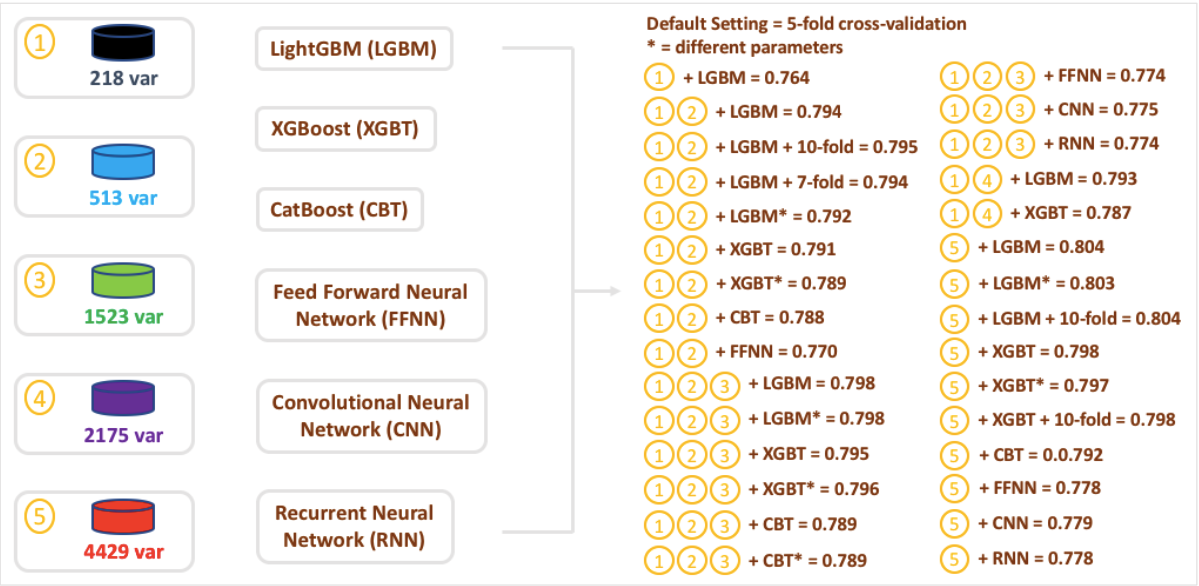 1
218 var
2
513 var
3
1523 var
4
2175 var
5
4429 var
LightGBM (LGBM)
XGBoost (XGBT)
CatBoost (CBT)
Feed Forward Neural
Network (FFNN)
Convolutional Neural
Network (CNN)
Recurrent Neural
Network (RNN)
Default Setting = 5-fold cross-validation
* = different parameters
1 + LGBM = 0.764
1 2 + LGBM = 0.794
1 2 + LGBM + 10-fold = 0.795
1 2 + LGBM + 7-fold = 0.794
1 2 + LGBM* = 0.792
1 2 + XGBT = 0.791
1 2 + XGBT* = 0.789
1 2 + CBT = 0.788
1 2 + FFNN = 0.770
1 2 3 + LGBM = 0.798
1 2 3 + LGBM* = 0.798
1 2 3 + XGBT = 0.795
1 2 3 + XGBT* = 0.796
1 2 3 + CBT = 0.789
1 2 3 + CBT* = 0.789
1 2 3 + FFNN = 0.774
1 2 3 + CNN = 0.775
1 2 3 + RNN = 0.774
1 4 + LGBM = 0.793
1 4 + XGBT = 0.787
5 + LGBM = 0.804
5 + LGBM* = 0.803
5 + LGBM + 10-fold = 0.804
5 + XGBT = 0.798
5 + XGBT* = 0.797
5 + XGBT + 10-fold = 0.798
5 + CBT = 0.0.792
5 + FFNN = 0.778
5 + CNN = 0.779
5 + RNN = 0.778